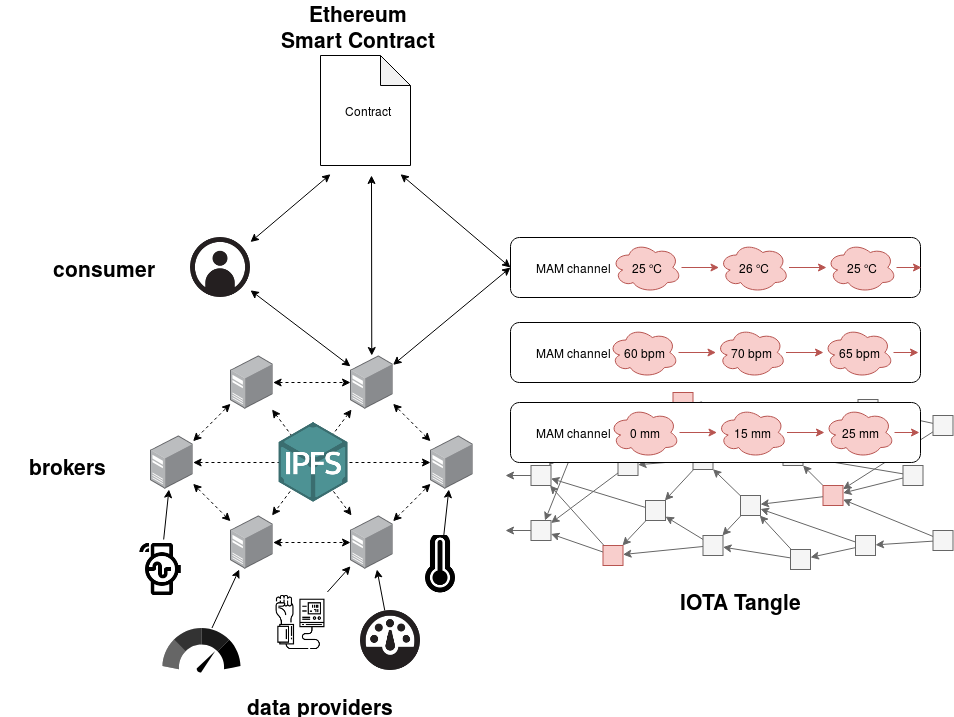 Ethereum
Smart Contract
Contract
consumer
MAM channel 25 °C 26 °C 25 °C
MAM channel 60 bpm 70 bpm 65 bpm
MAM channel 0 mm 15 mm 25 mm
brokers
IPFS
IOTA Tangle
data providers